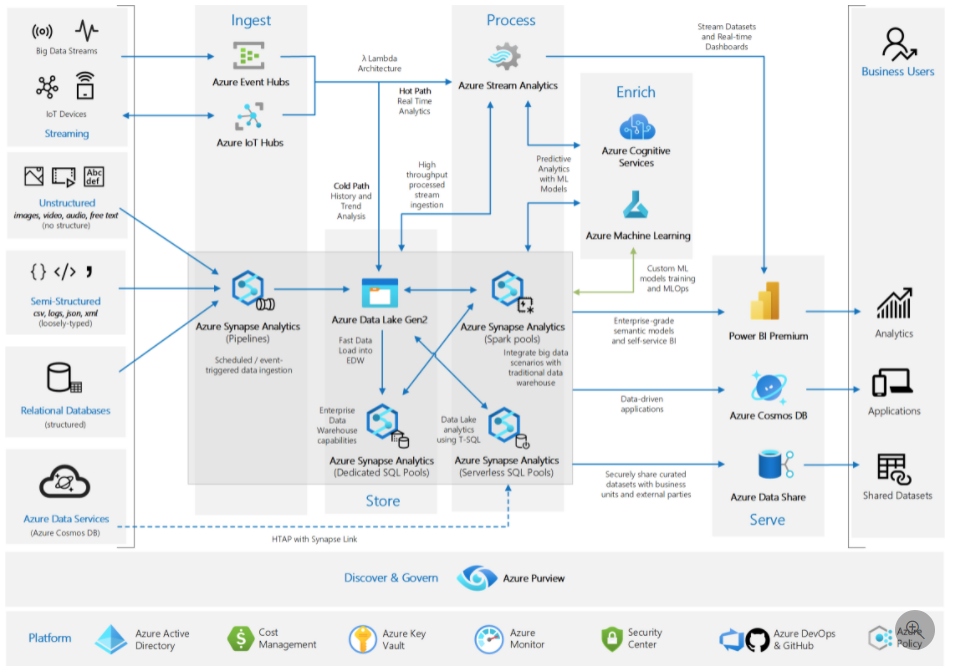 Ingest
Process
Big Data Streams
IoT Devices
Streaming
Azure Event Hubs
Azure IoT Hubs
λ Lambda
Architecture
Hot Path
Real Time
Analytics
Azure Stream Analytics
Stream Datasets
and Real-time
Dashboards
Business Users
Enrich
Azure Cognitive
Services
Azure Machine Learning
Predictive
Analytics
with ML
Models
High
throughput
processed
stream
ingestion
Cold Path
History and
Trend
Analysis
Unstructured
images, video, audio, free text
(no structure)
Abc
def
Semi-Structured
csv, logs, json, xml
(loosely-typed)
{ } </> ,
Relational Databases
(structured)
Azure Data Services
(Azure Cosmos DB)
Azure Synapse Analytics
(Pipelines)
Scheduled / event-
triggered data ingestion
Azure Data Lake Gen2
Fast Data
Load into
EDW
Azure Synapse Analytics
(Spark pools)
Integrate big data
scenarios with
traditional data
warehouse
Custom ML
models training
and MLOps
Enterprise
Data
Warehouse
capabilities
Azure Synapse Analytics
(Dedicated SQL Pools)
Data Lake
analytics
using T-SQL
Azure Synapse Analytics
(Serverless SQL Pools)
Store
HTAP with Synapse Link
Enterprise-grade
semantic models
and self-service BI
Power BI Premium
Analytics
Data-driven
applications
Azure Cosmos DB
Applications
Securely share curated
datasets with business
units and external parties
Azure Data Share
Shared Datasets
Serve
Discover & Govern
Azure Purview
Platform
Azure Active
Directory
Cost
Management
Azure Key
Vault
Azure
Monitor
Security
Center
Azure DevOps
& GitHub
Azure
Policy